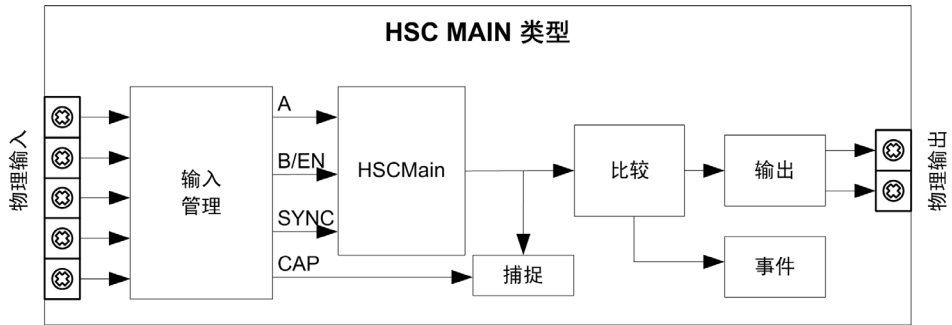 HSC MAIN 类型
物理输入
输入
管理
A
B/EN
SYNC
CAP
HSCMain
捕捉
比较
输出
事件
物理输出